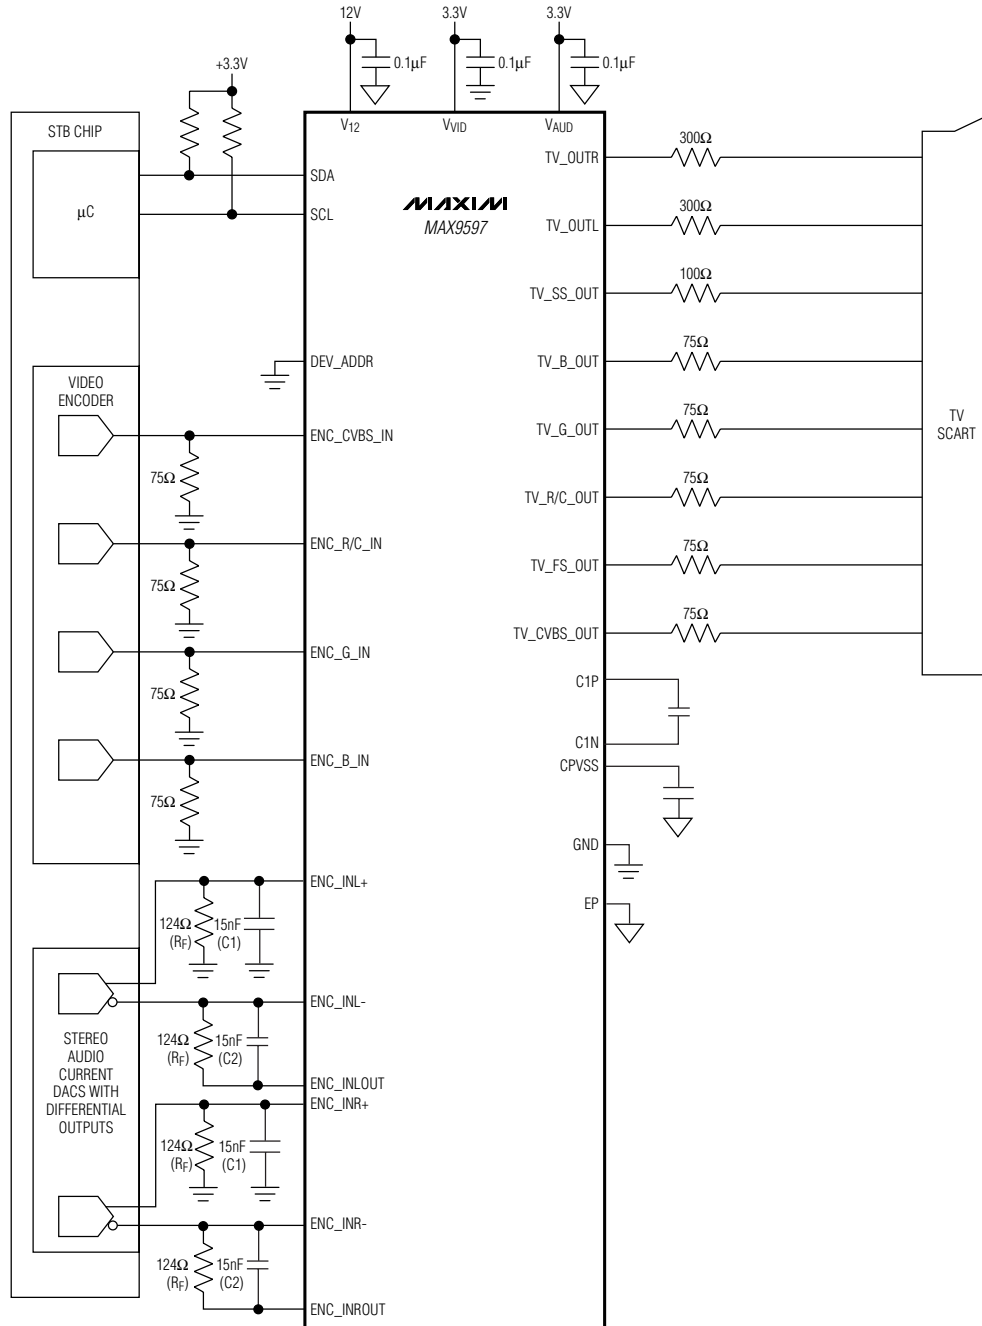 12V
3.3V
3.3V
0.1µF
0.1µF
0.1µF
+3.3V
STB CHIP
µC
V12
VVID
VAUD
SDA
SCL
MAXIM
MAX9597
TV_OUTR
300Ω
TV_OUTL
300Ω
TV_SS_OUT
100Ω
DEV_ADDR
TV_B_OUT
75Ω
VIDEO
ENCODER
ENC_CVBS_IN
75Ω
TV_G_OUT
75Ω
TV
SCART
TV_R/C_OUT
75Ω
ENC_R/C_IN
75Ω
TV_FS_OUT
75Ω
TV_CVBS_OUT
75Ω
ENC_G_IN
75Ω
C1P
C1N
CPVSS
ENC_B_IN
75Ω
GND
EP
ENC_INL+
124Ω
(RF)
15nF
(C1)
ENC_INL-
124Ω
(RF)
15nF
(C2)
ENC_INLOUT
STEREO
AUDIO
CURRENT
DACS WITH
DIFFERENTIAL
OUTPUTS
ENC_INR+
124Ω
(RF)
15nF
(C1)
ENC_INR-
124Ω
(RF)
15nF
(C2)
ENC_INROUT